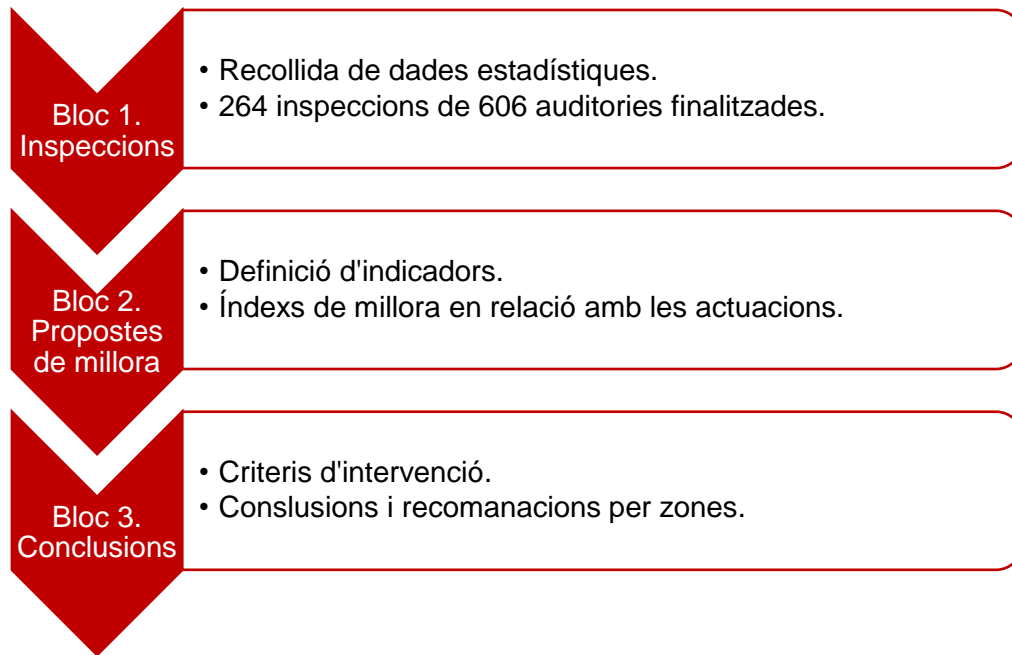 Bloc 1.
Inspeccions
• Recollida de dades estadístiques.
• 264 inspeccions de 606 auditories finalitzades.
Bloc 2.
Propostes
de millora
• Definició d'indicadors.
• Índexs de millora en relació amb les actuacions.
Bloc 3.
Conclusions
• Criteris d'intervenció.
• Conslusions i recomanacions per zones.